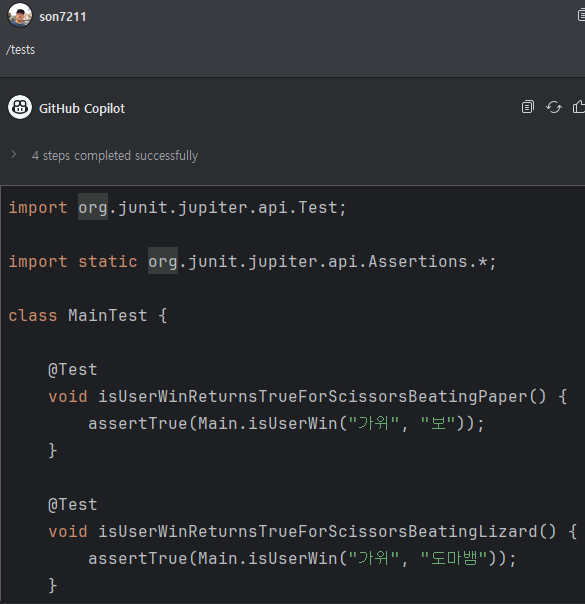 son7211
/tests
GitHub Copilot
4 steps completed successfully
import org.junit.jupiter.api.Test;
import static org.junit.jupiter.api.Assertions.*;
class MainTest {
@Test
void isUserWinReturnsTrueForScissorsBeatingPaper() {
assertTrue(Main.isUserWin("가위", "보"));
}
@Test
void isUserWinReturnsTrueForScissorsBeatingLizard() {
assertTrue(Main.isUserWin("가위", "도마뱀"));
}